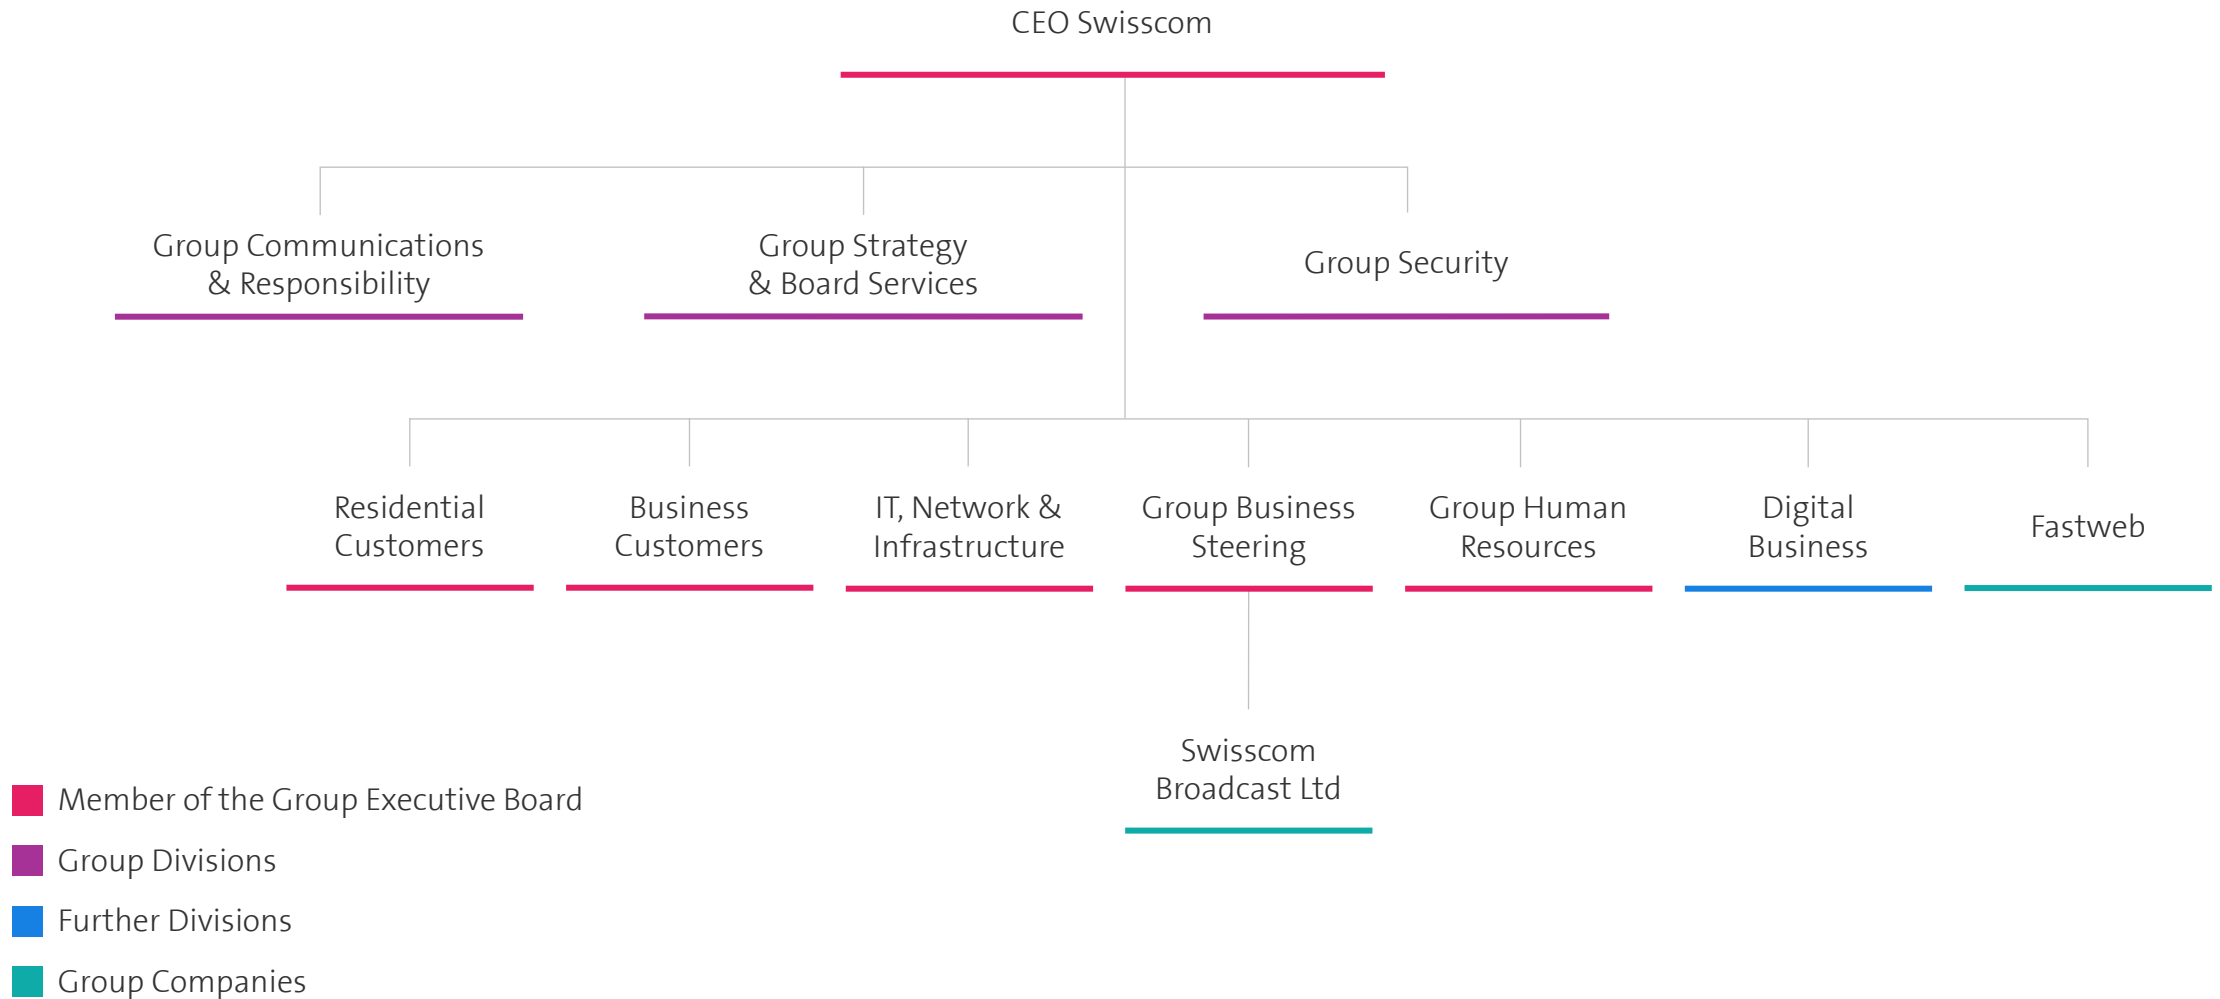 CEO Swisscom
Group Communications
& Responsibility
Group Strategy
& Board Services
Group Security
Residential
Customers
Business
Customers
IT, Network &
Infrastructure
Group Business
Steering
Group Human
Resources
Digital
Business
Fastweb
Swisscom
Broadcast Ltd
Member of the Group Executive Board
Group Divisions
Further Divisions
Group Companies